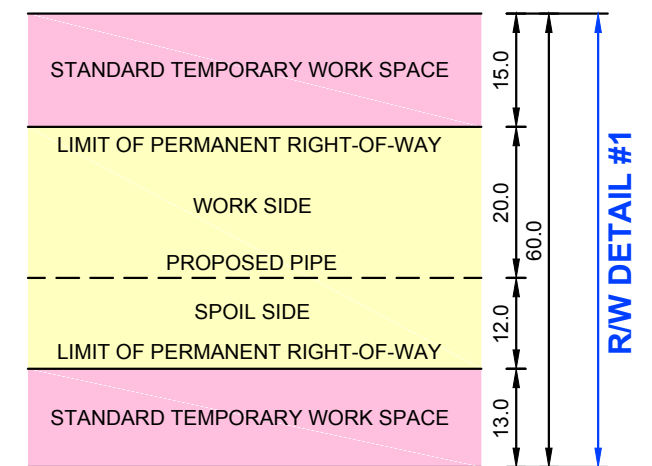 STANDARD TEMPORARY WORK SPACE
15.0
LIMIT OF PERMANENT RIGHT-OF-WAY
WORK SIDE
20.0
PROPOSED PIPE
60.0
SPOIL SIDE
12.0
LIMIT OF PERMANENT RIGHT-OF-WAY
STANDARD TEMPORARY WORK SPACE
13.0
R/W DETAIL #1